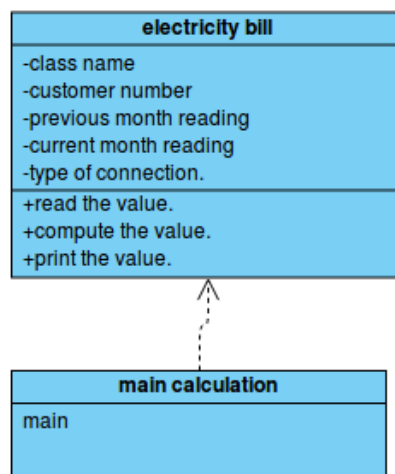 electricity bill
-class name
-customer number
-previous month reading
-current month reading
-type of connection.
+read the value.
+compute the value.
+print the value.
main calculation
main